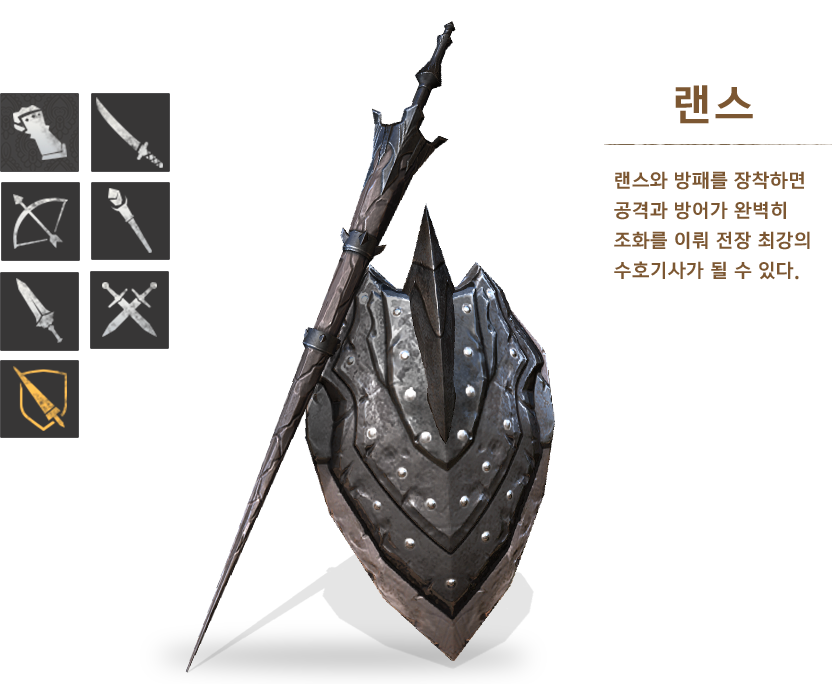 랜스
랜스와 방패를 장착하면
공격과 방어가 완벽히
조화를 이뤄 전장 최강의
수호기사가 될 수 있다.